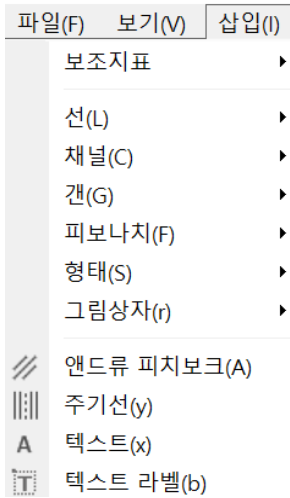 파일(F) 보기(V) 삽입(I)
보조지표
선(L)
채널(C)
갠(G)
피보나치(F)
형태(S)
그림상자(r)
앤드류 피치보크(A)
주기선(y)
텍스트(x)
텍스트 라벨(b)